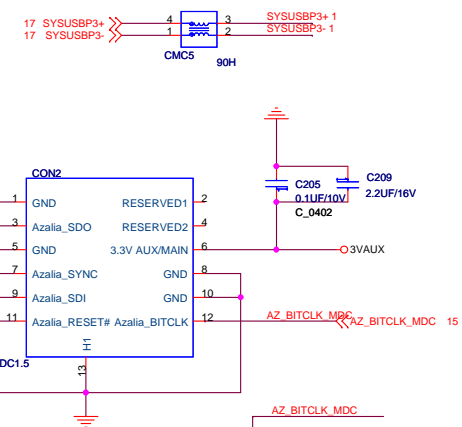 17 SYSUSBP3+ 4 3 SYSUSBP3+ 1
17 SYSUSBP3- 1 2 SYSUSBP3- 1
CMC5
90H
CON2
C205
0.1UF/10V
C_0402
C209
2.2UF/16V
1 GND RESERVED1 2
3 Azalia_SDO RESERVED2 4
5 GND 3.3V AUX/MAIN 6 3VAUX
7 Azalia_SYNC GND 8
9 Azalia_SDI GND 10
11 Azalia_RESET# Azalia_BITCLK 12 AZ_BITCLK_MDC AZ_BITCLK_MDC 15
H1
13
DC1.5
AZ_BITCLK_MDC